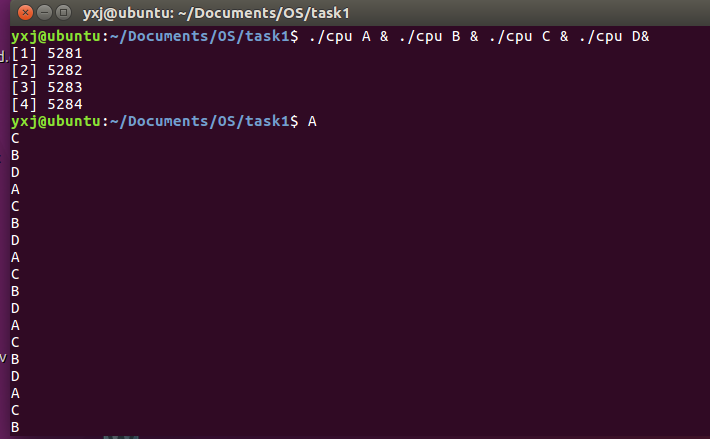 yxj@ubuntu: ~/Documents/OS/task1
yxj@ubuntu:~/Documents/OS/task1$ ./cpu A & ./cpu B & ./cpu C & ./cpu D&
[1] 5281
[2] 5282
[3] 5283
[4] 5284
yxj@ubuntu:~/Documents/OS/task1$ A
C
B
D
A
C
B
D
A
C
B
D
A
C
B
D
A
C
B